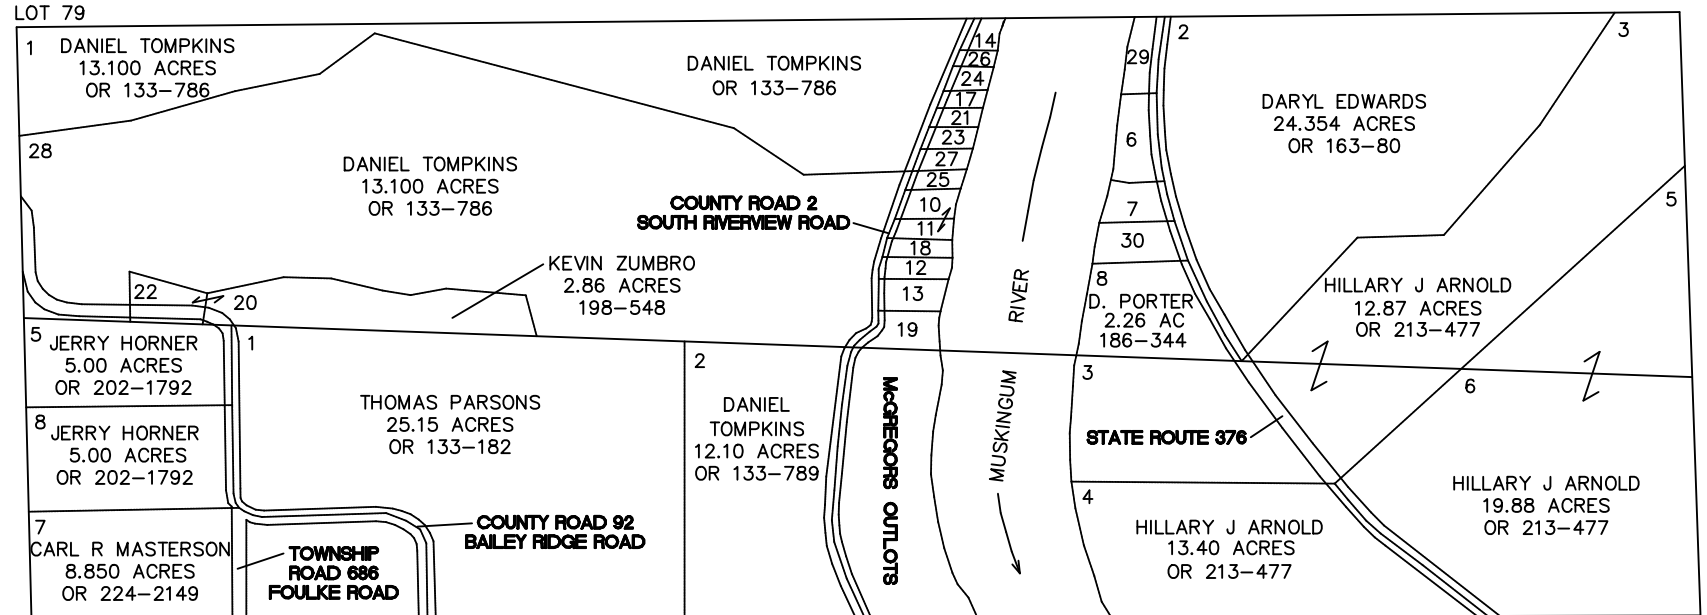 LOT 79
1
DANIEL TOMPKINS
13.100 ACRES
OR 133-786
DANIEL TOMPKINS
OR 133-786
14
26
24
17
21
23
27
25
10
11
18
12
13
19
29
6
7
30
2
DARYL EDWARDS
24.354 ACRES
OR 163-80
3
5
28
DANIEL TOMPKINS
13.100 ACRES
OR 133-786
COUNTY ROAD 2
SOUTH RIVERVIEW ROAD
22
20
KEVIN ZUMBRO
2.86 ACRES
198-548
RIVER
8
D. PORTER
2.26 AC
186-344
HILLARY J ARNOLD
12.87 ACRES
OR 213-477
5
JERRY HORNER
5.00 ACRES
OR 202-1792
1
THOMAS PARSONS
25.15 ACRES
OR 133-182
2
DANIEL
TOMPKINS
12.10 ACRES
OR 133-789
McGREGORS OUTLOTS
MUSKINGUM
3
STATE ROUTE 376
6
HILLARY J ARNOLD
19.88 ACRES
OR 213-477
8
JERRY HORNER
5.00 ACRES
OR 202-1792
4
HILLARY J ARNOLD
13.40 ACRES
OR 213-477
7
CARL R MASTERSON
8.850 ACRES
OR 224-2149
TOWNSHIP
ROAD 686
FOULKE ROAD
COUNTY ROAD 92
BAILEY RIDGE ROAD